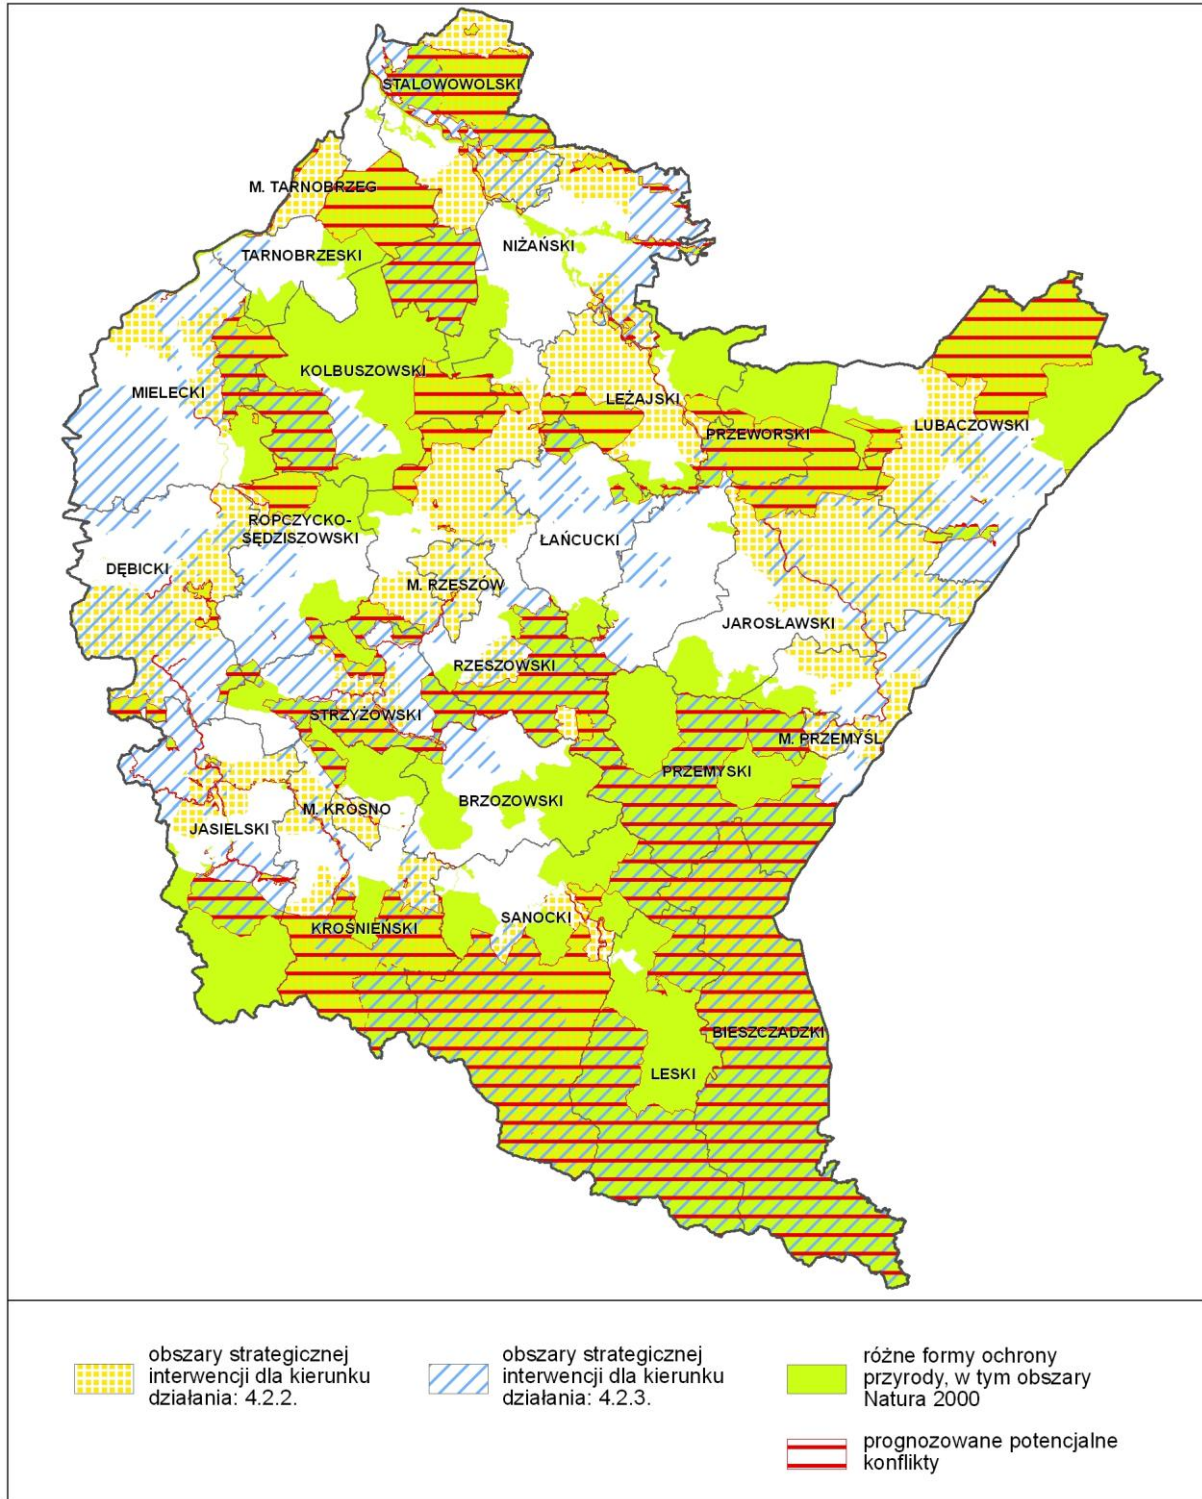 STALOWOWOLSKI
M. TARNOBRZEG
NIŻAŃSKI
TARNOBRZESKI
KOLBUSZOWSKI
MIELECKI
LEŻAJSKI
LUBACZOWSKI
PRZEWORSKI
ROPCZYCKO-
SĘDZISZOWSKI
ŁAŃCUCKI
DĘBICKI
M. RZESZÓW
JAROSŁAWSKI
RZESZOWSKI
STRZYŻOWSKI
M. PRZEMYŚL
PRZEMYSKI
BRZOZOWSKI
M. KROSNO
JASIELSKI
SANOCKI
KROŚNIEŃSKI
BIESZCZADZKI
LESKI
obszary strategicznej
interwencji dla kierunku
działania: 4.2.2.
obszary strategicznej
interwencji dla kierunku
działania: 4.2.3.
różne formy ochrony
przyrody, w tym obszary
Natura 2000
prognozowane potencjalne
konflikty